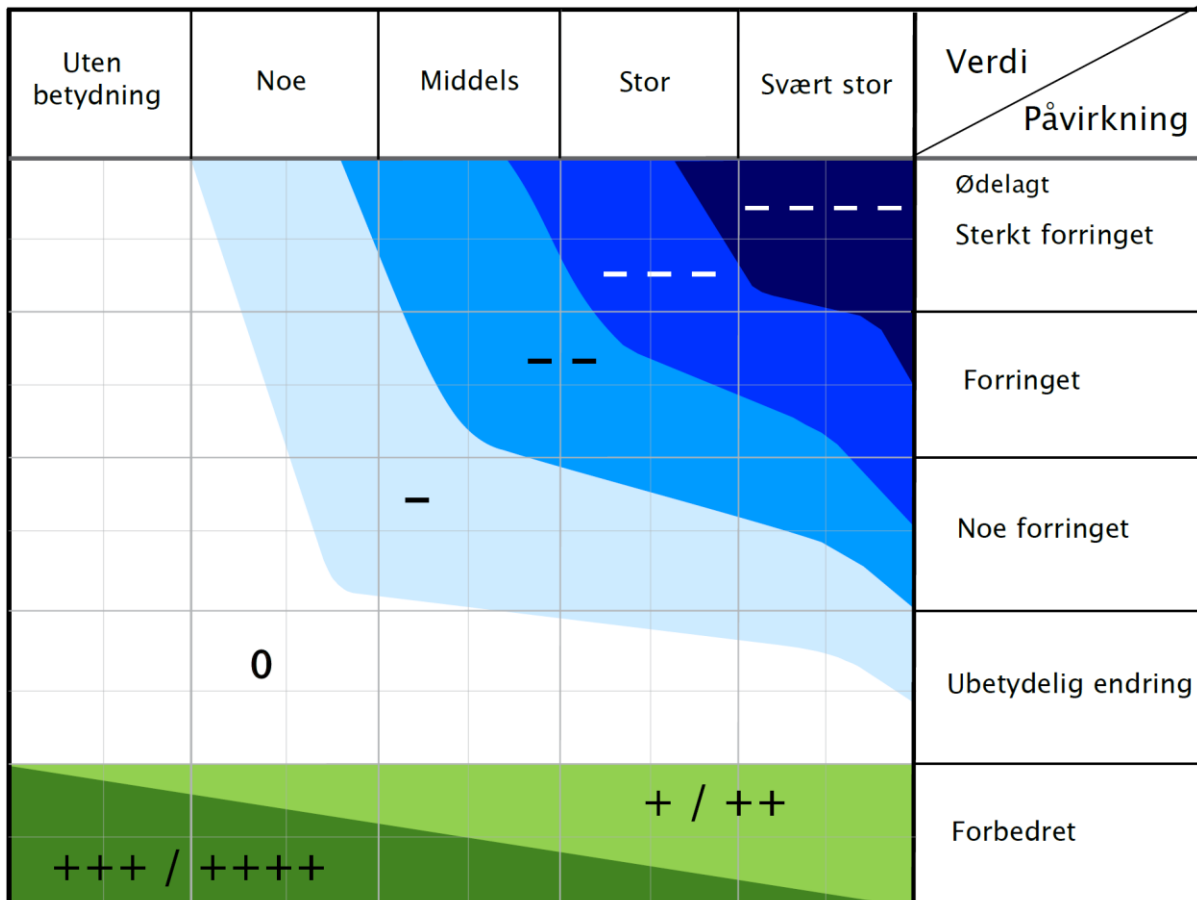 Uten
betydning
Noe
Middels
Stor
Svært stor
Verdi
Påvirkning
Ødelagt
Sterkt forringet
– – – –
– – –
– –
Forringet
–
Noe forringet
0
Ubetydelig endring
+ / ++
Forbedret
+++ / ++++